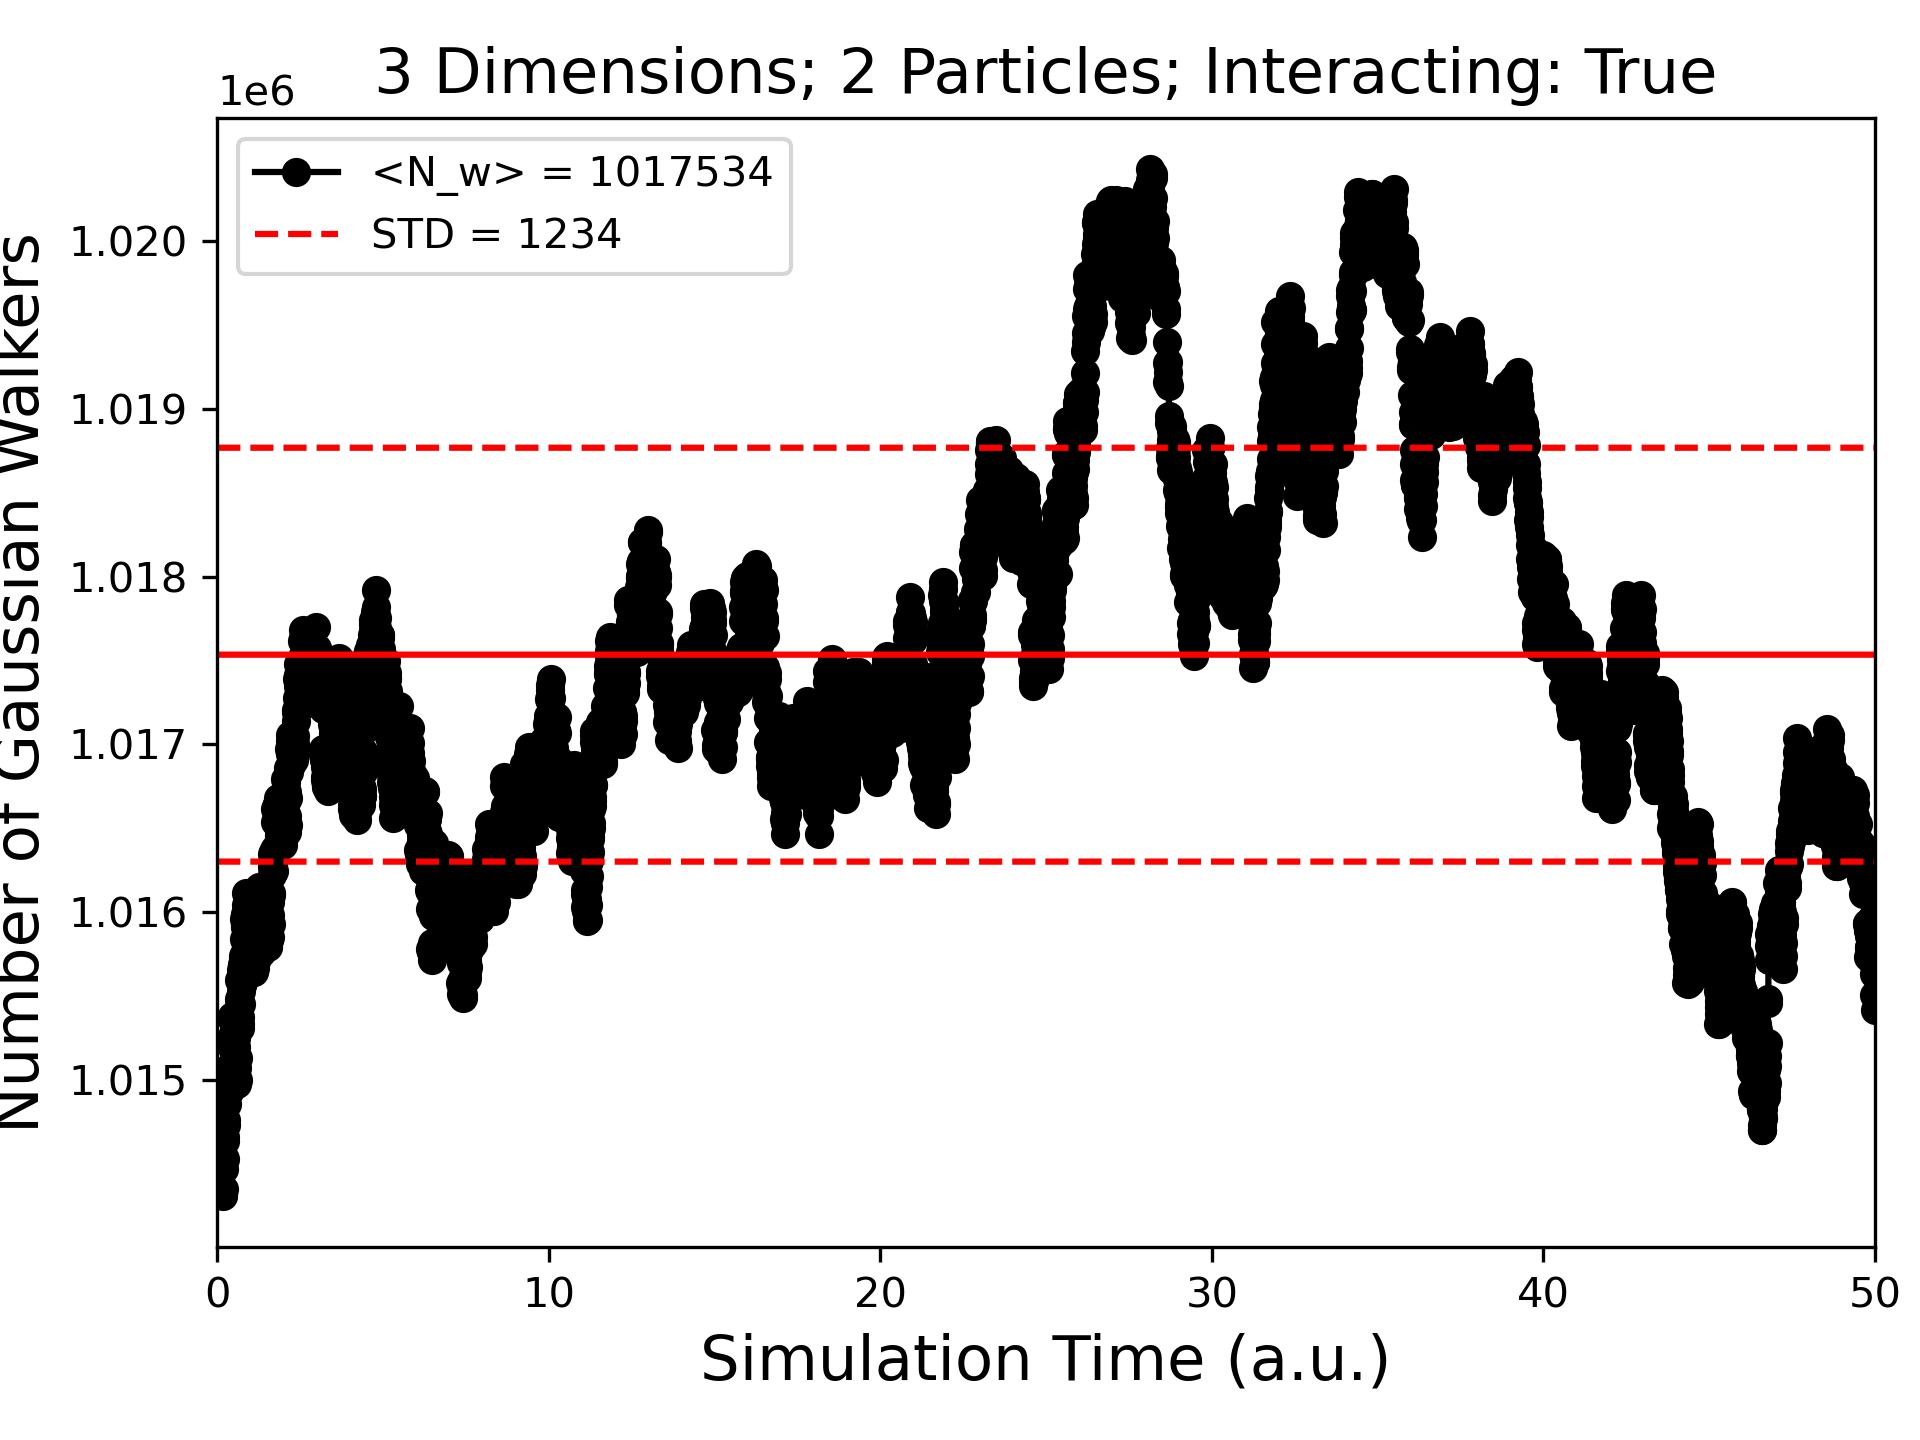 3 Dimensions; 2 Particles; Interacting: True
1e6
<N_w> = 1017534
STD = 1234
Number of Gaussian Walkers
1.020
1.019
1.018
1.017
1.016
1.015
0 10 20 30 40 50
Simulation Time (a.u.)